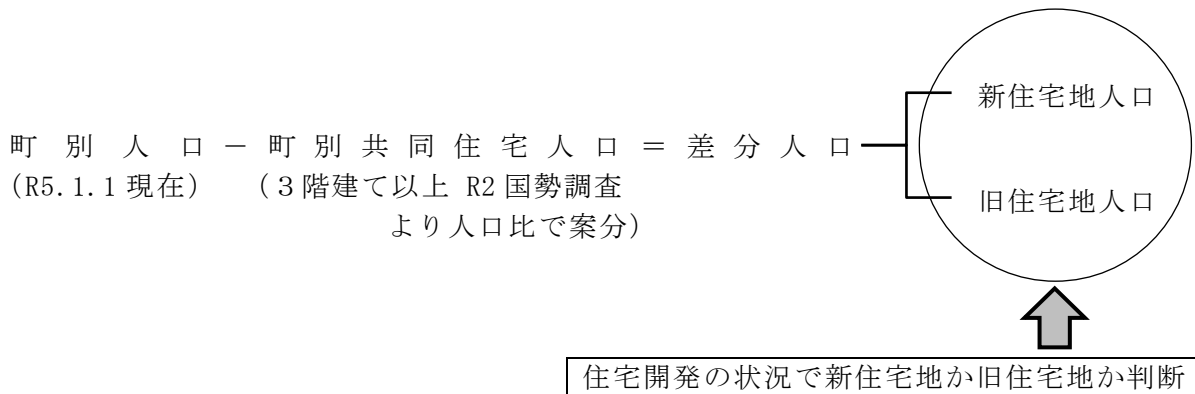 新住宅地人口
町別人口－町別共同住宅人口＝差分人口
(R5.1.1 現在) （３階建て以上 R2 国勢調査
より人口比で案分）
旧住宅地人口
住宅開発の状況で新住宅地か旧住宅地か判断